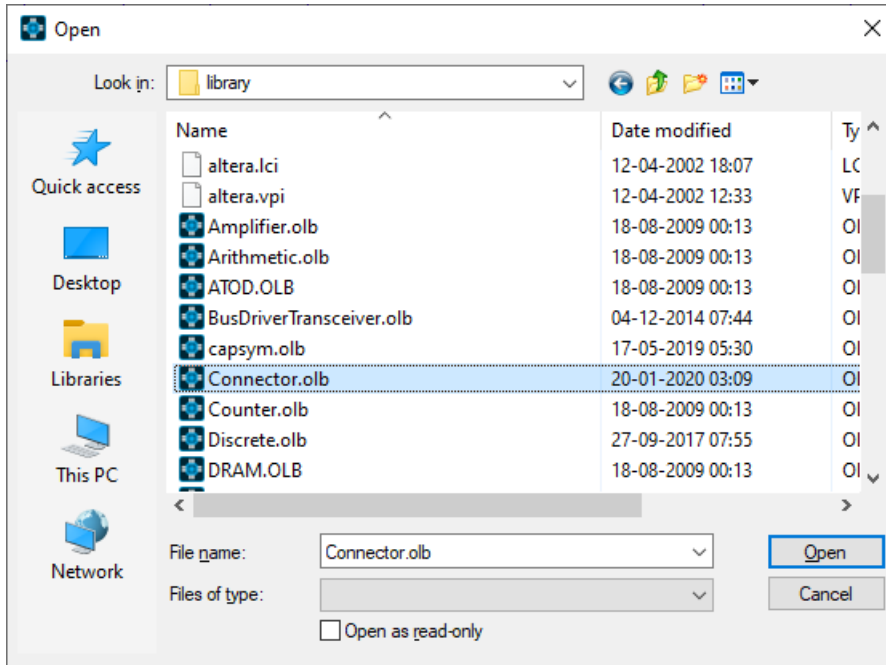 Open
Look in: library
Name Date modified Ty
altera.lci 12-04-2002 18:07 LC
altera.vpi 12-04-2002 12:33 VF
Amplifier.olb 18-08-2009 00:13 Ol
Arithmetic.olb 18-08-2009 00:13 Ol
ATOD.OLB 18-08-2009 00:13 Ol
BusDriverTransceiver.olb 04-12-2014 07:44 Ol
capsym.olb 17-05-2019 05:30 Ol
Connector.olb 20-01-2020 03:09 Ol
Counter.olb 18-08-2009 00:13 Ol
Discrete.olb 27-09-2017 07:55 Ol
DRAM.OLB 18-08-2009 00:13 Ol
Quick access
Desktop
Libraries
This PC
Network
File name: Connector.olb Open
Files of type: Cancel
Open as read-only